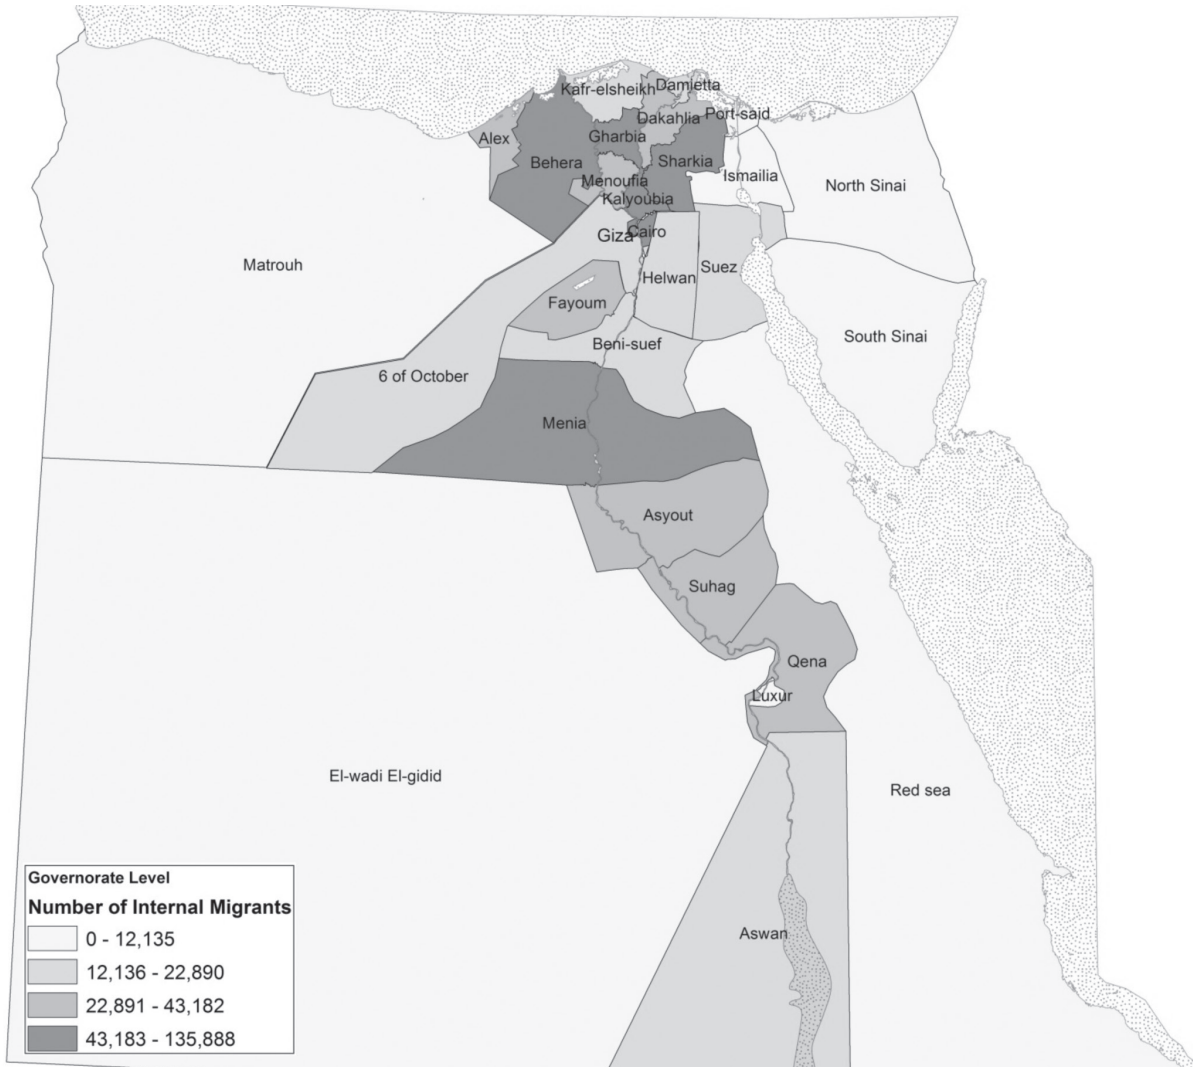 Kafr-elsheikh
Damietta
Dakahlia
Port-said
Alex
Gharbia
Behera
Sharkia
Menoufia
Ismailia
Kalyoubia
North Sinai
Giza
Cairo
Matrouh
Helwan
Suez
Fayoum
Beni-suef
South Sinai
6 of October
Menia
Asyout
Suhag
Qena
Luxur
El-wadi El-gidid
Red sea
Aswan
Governorate Level
Number of Internal Migrants
0 - 12,135
12,136 - 22,890
22,891 - 43,182
43,183 - 135,888